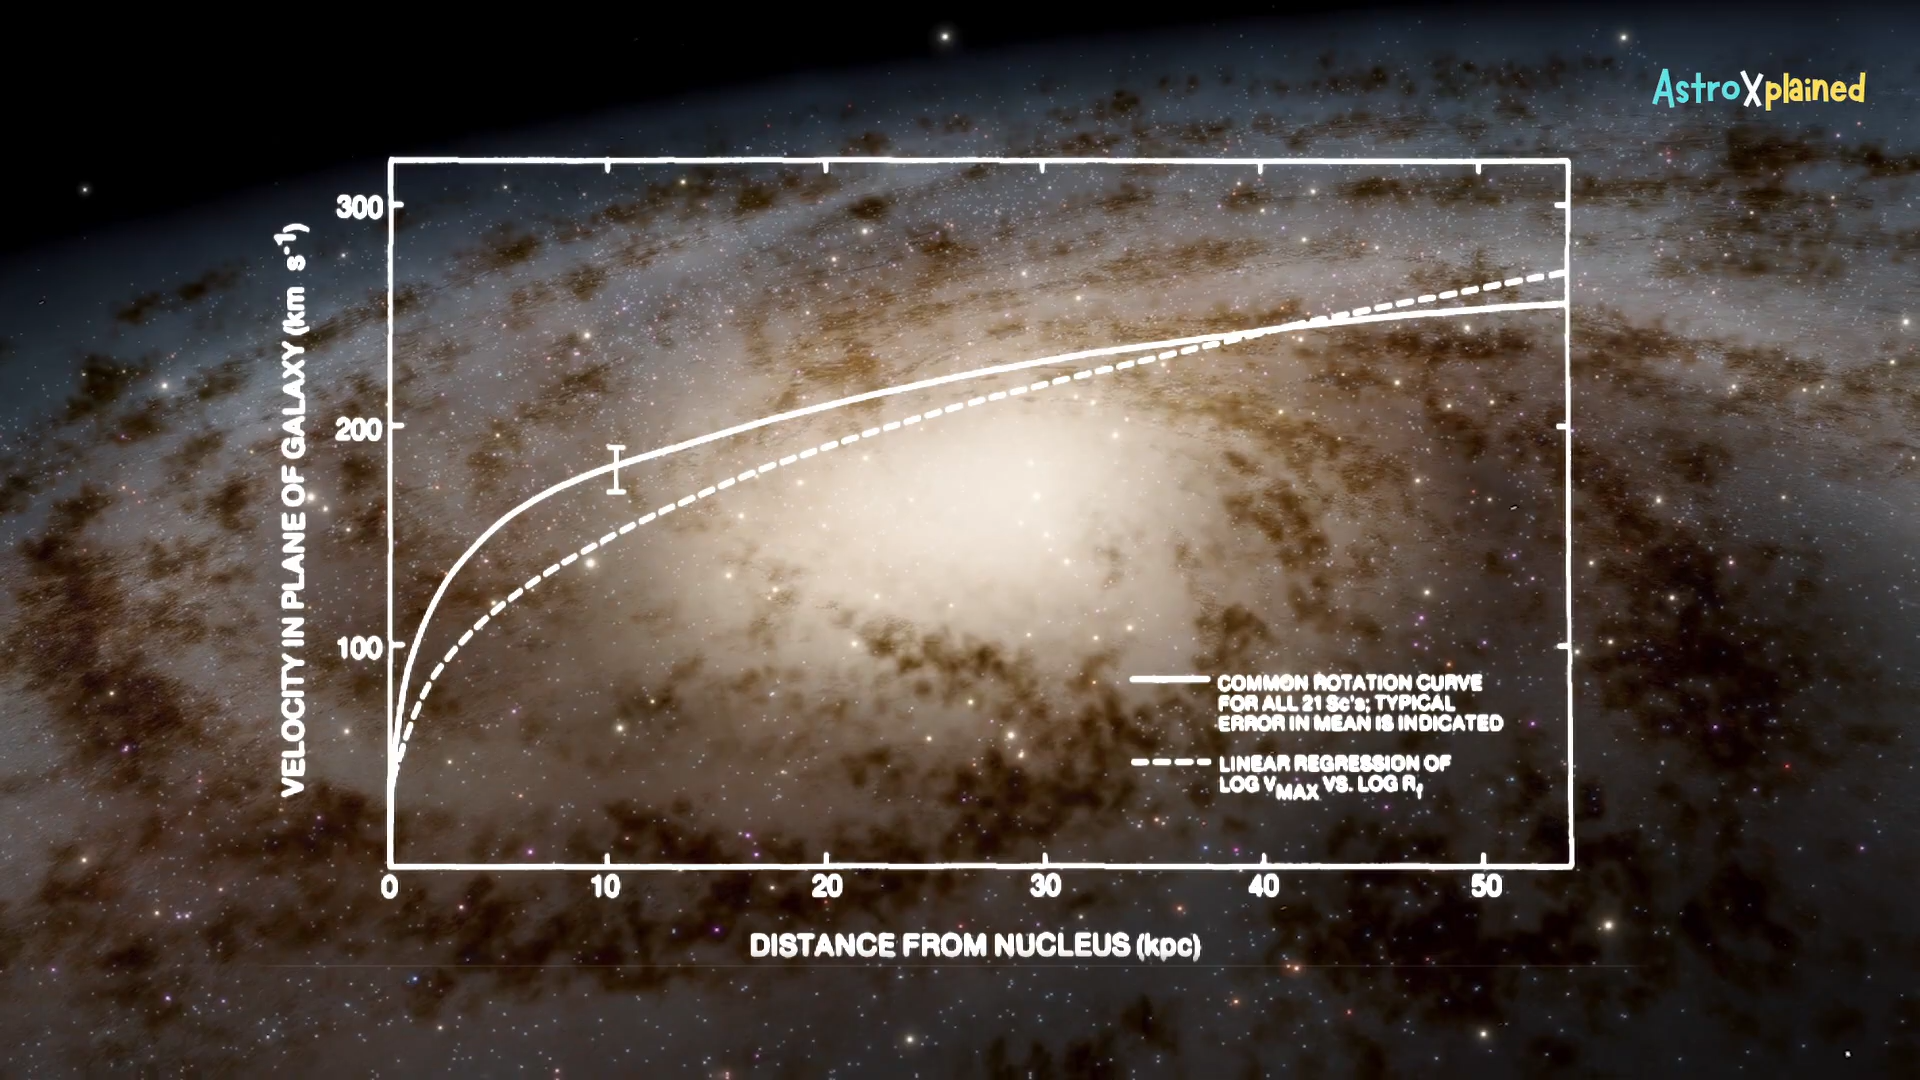 AstroXplained
300
200
100
VELOCITY IN PLANE OF GALAXY (km s⁻¹)
COMMON ROTATION CURVE
FOR ALL 21 Sc's; TYPICAL
ERROR IN MEAN IS INDICATED
LINEAR REGRESSION OF
LOG V_MAX VS. LOG R_f
0 10 20 30 40 50
DISTANCE FROM NUCLEUS (kpc)